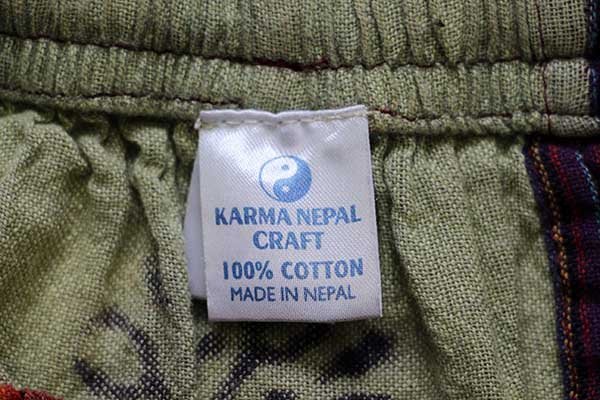 KARMA NEPAL
CRAFT
100% COTTON
MADE IN NEPAL